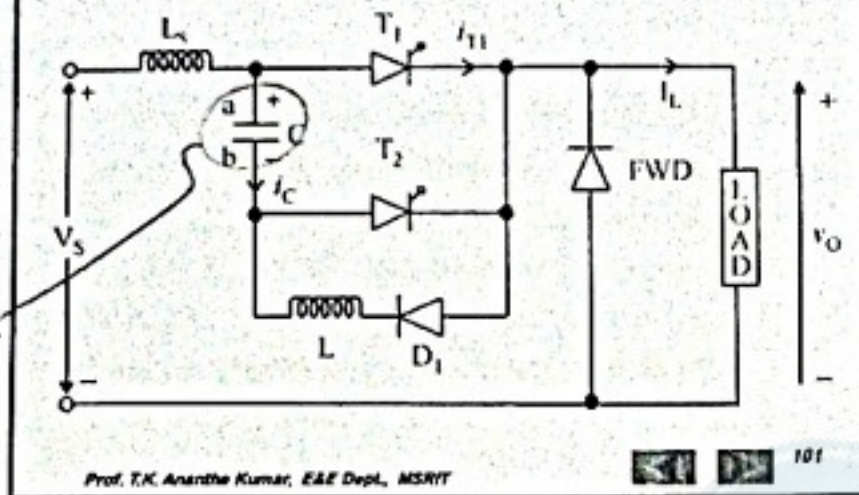 Ls T1 iT1
+ a + C IL +
b − T2
iC FWD LOAD
VS vO
L D1
− −
Prof. T.K. Anantha Kumar, E&E Dept., MSRIT 101